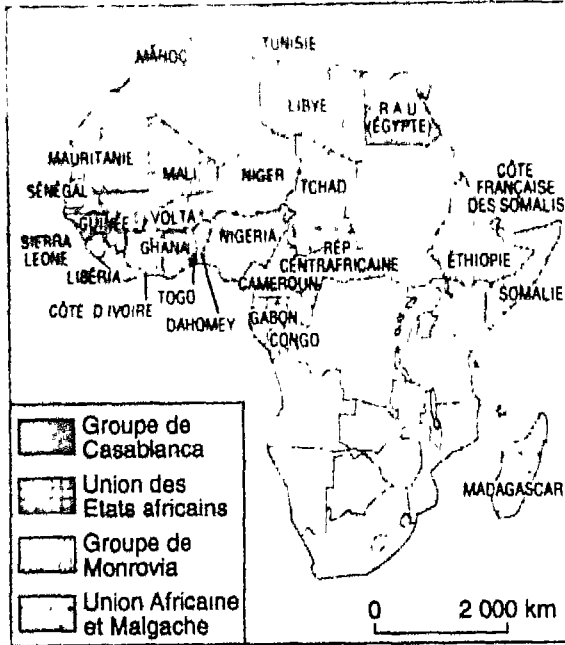 TUNISIE
MAROC
LIBYE
R A U
(ÉGYPTE)
MAURITANIE
MALI
NIGER
TCHAD
CÔTE
FRANÇAISE
DES SOMALIS
SÉNÉGAL
GUINÉE
VOLTA
NIGERIA
SIERRA
LEONE
GHANA
RÉP
CENTRAFRICAINE
ÉTHIOPIE
LIBÉRIA
CAMEROUN
SOMALIE
CÔTE D'IVOIRE
TOGO
DAHOMEY
GABON
CONGO
MADAGASCAR
Groupe de
Casablanca
Union des
Etats africains
Groupe de
Monrovia
Union Africaine
et Malgache
0 2 000 km